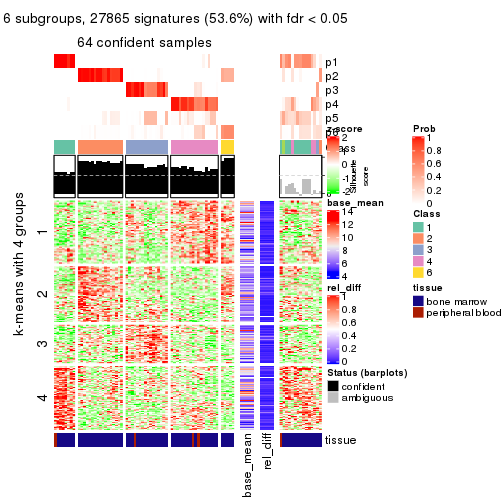 6 subgroups, 27865 signatures (53.6%) with fdr < 0.05
64 confident samples
p1
p2
p3
p4
p5
p6
Class
Silhouette
score
k-means with 4 groups
1
2
3
4
base_mean
rel_diff
tissue
z-score
2
1
0
-1
-2
base_mean
14
12
10
8
6
4
rel_diff
1
0.8
0.6
0.4
0.2
0
Status (barplots)
confident
ambiguous
Prob
1
0.8
0.6
0.4
0.2
0
Class
1
2
3
4
6
tissue
bone marrow
peripheral blood